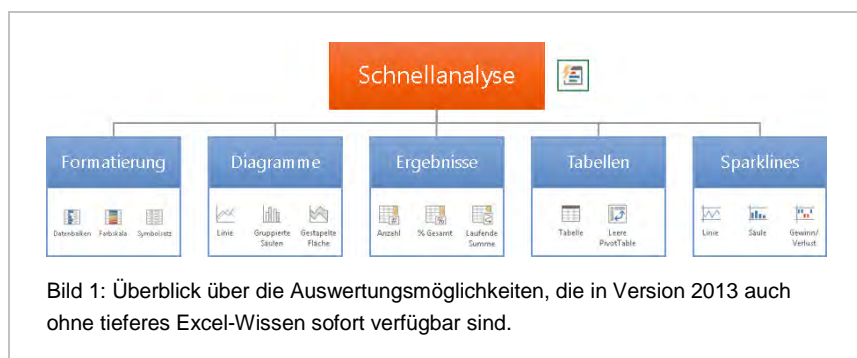 Schnellanalyse
Formatierung
Diagramme
Ergebnisse
Tabellen
Sparklines
Datenbalken Farbskala Symbolsatz
Linie Gruppierte Säulen Gestapelte Fläche
Anzahl % Gesamt Laufende Summe
Tabelle Leere PivotTable
Linie Säule Gewinn/ Verlust
Bild 1: Überblick über die Auswertungsmöglichkeiten, die in Version 2013 auch
ohne tieferes Excel-Wissen sofort verfügbar sind.